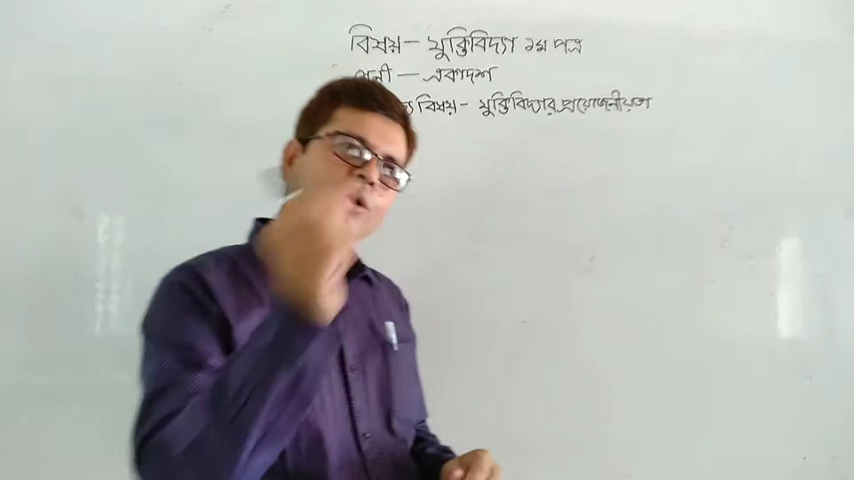 বিষয় - যুক্তিবিদ্যা ১ম পত্র
একাদশ
বিষয় - যুক্তিবিদ্যার প্রয়োজনীয়তা